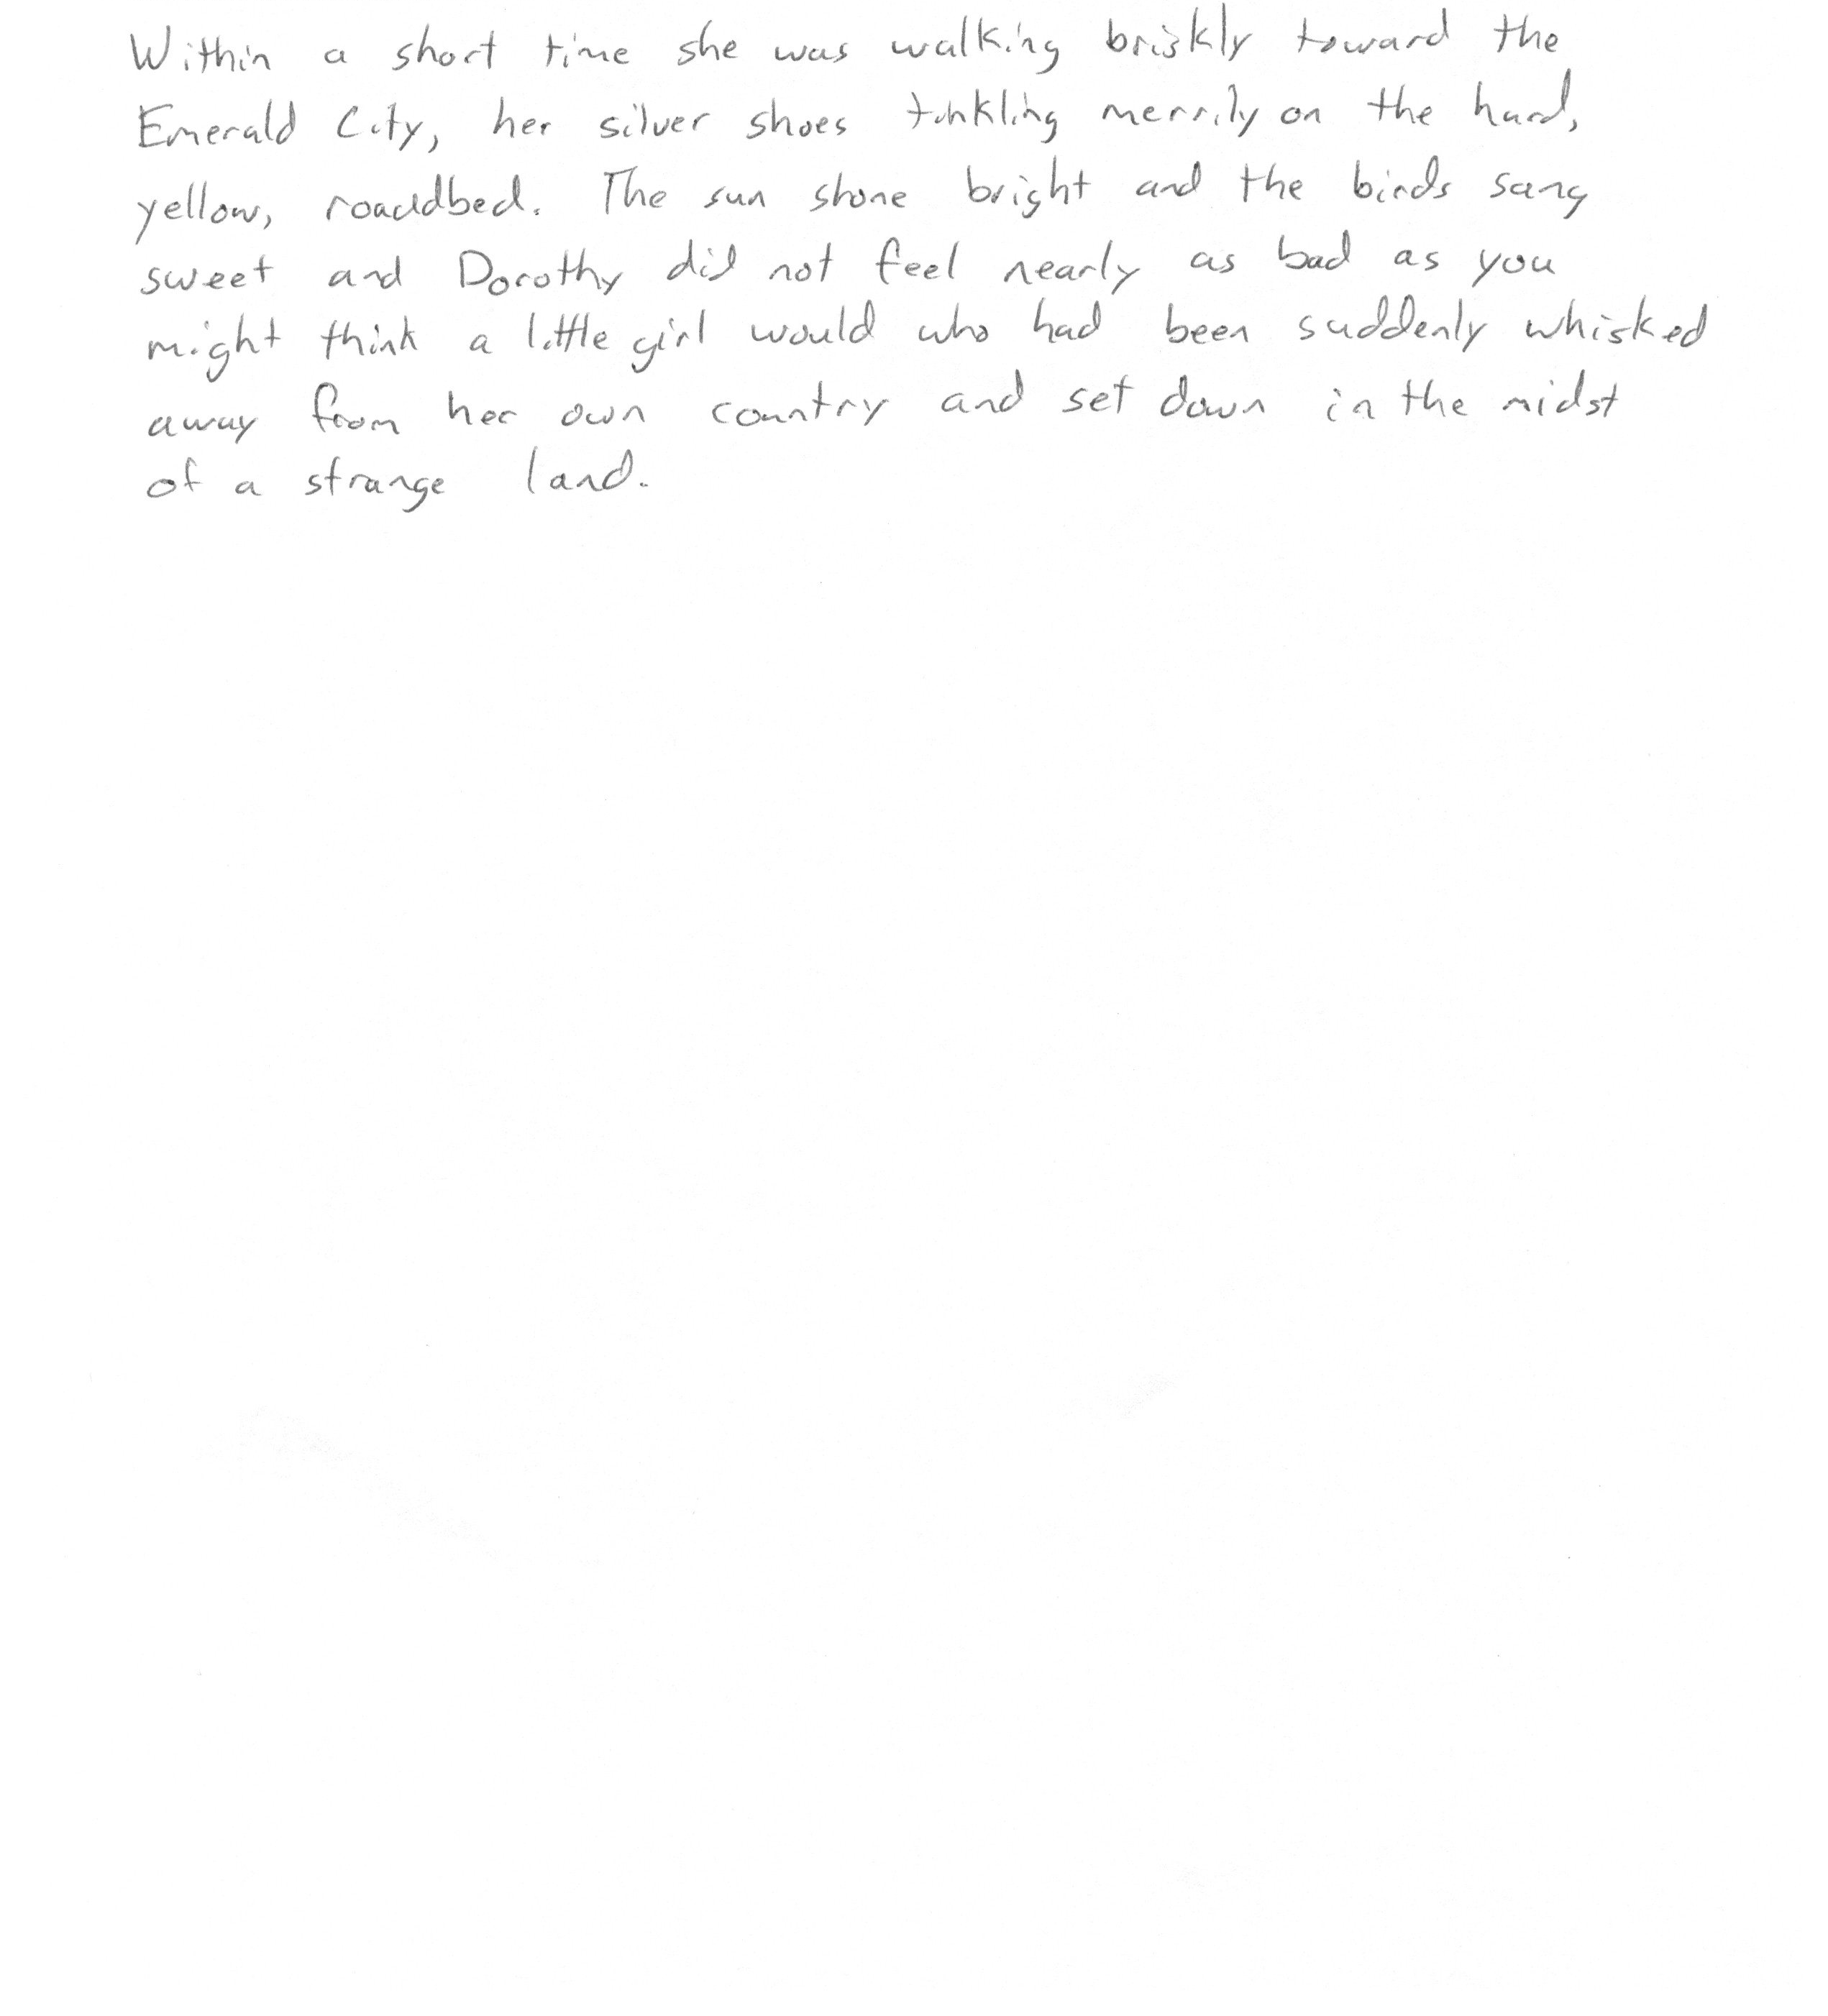 Within a short time she was walking briskly toward the
Emerald City, her silver shoes tinkling merrily on the hard,
yellow, roaddbed. The sun shone bright and the birds sang
sweet and Dorothy did not feel nearly as bad as you
might think a little girl would who had been suddenly whisked
away from her own country and set down in the midst
of a strange land.